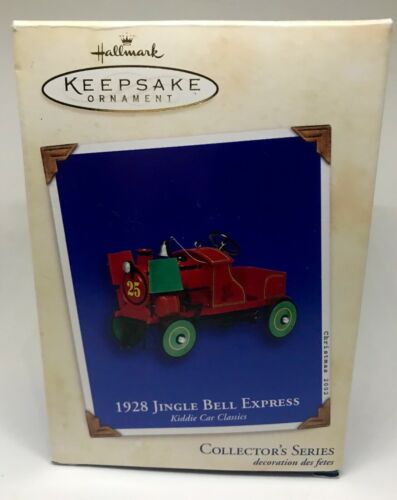 Hallmark
KEEPSAKE
ORNAMENT
25
Christmas 2002
1928 JINGLE BELL EXPRESS
Kiddie Car Classics
COLLECTOR'S SERIES
decoration des fetes